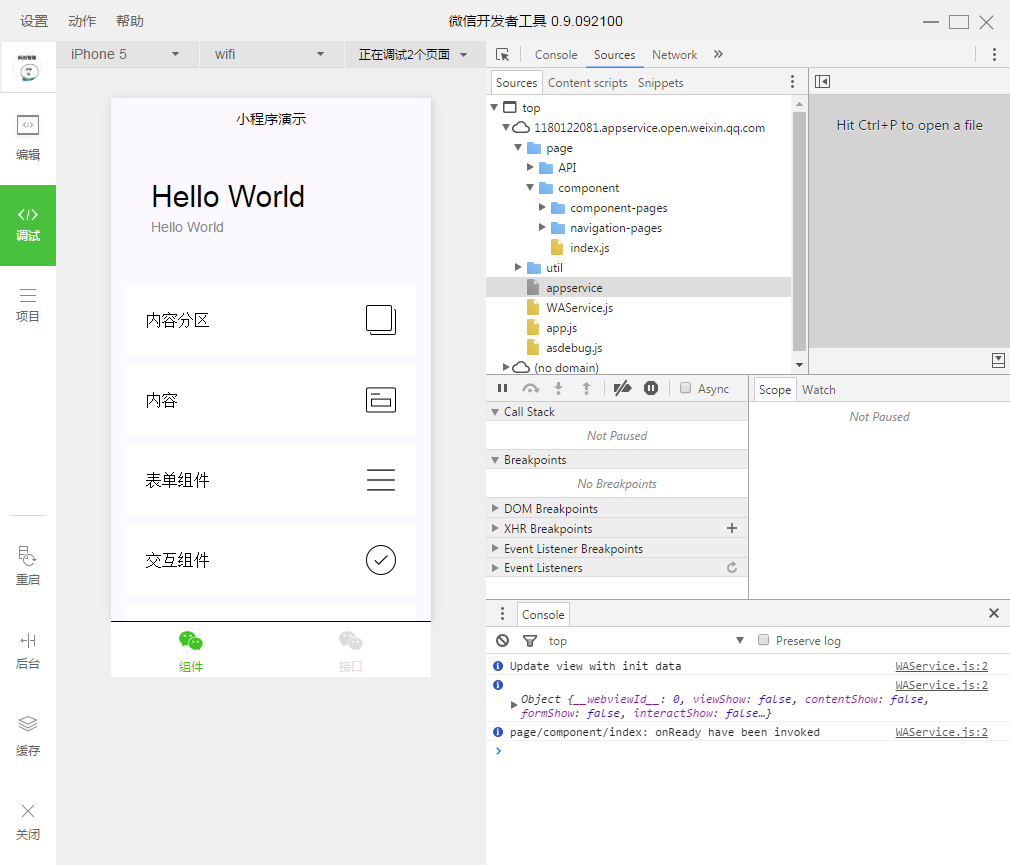 设置 动作 帮助
微信开发者工具 0.9.092100
iPhone 5
wifi
正在调试2个页面
编辑
调试
项目
重启
后台
缓存
关闭
小程序演示
Hello World
Hello World
内容分区
内容
表单组件
交互组件
组件
接口
Console Sources Network »
Sources Content scripts Snippets
top
1180122081.appservice.open.weixin.qq.com
page
API
component
component-pages
navigation-pages
index.js
util
appservice
WAService.js
app.js
asdebug.js
(no domain)
Hit Ctrl+P to open a file
Async
Call Stack
Not Paused
Breakpoints
No Breakpoints
DOM Breakpoints
XHR Breakpoints
Event Listener Breakpoints
Event Listeners
Scope Watch
Not Paused
Console
top
Preserve log
Update view with init data WAService.js:2
WAService.js:2
Object {__webviewId__: 0, viewShow: false, contentShow: false,
formShow: false, interactShow: false…}
page/component/index: onReady have been invoked WAService.js:2